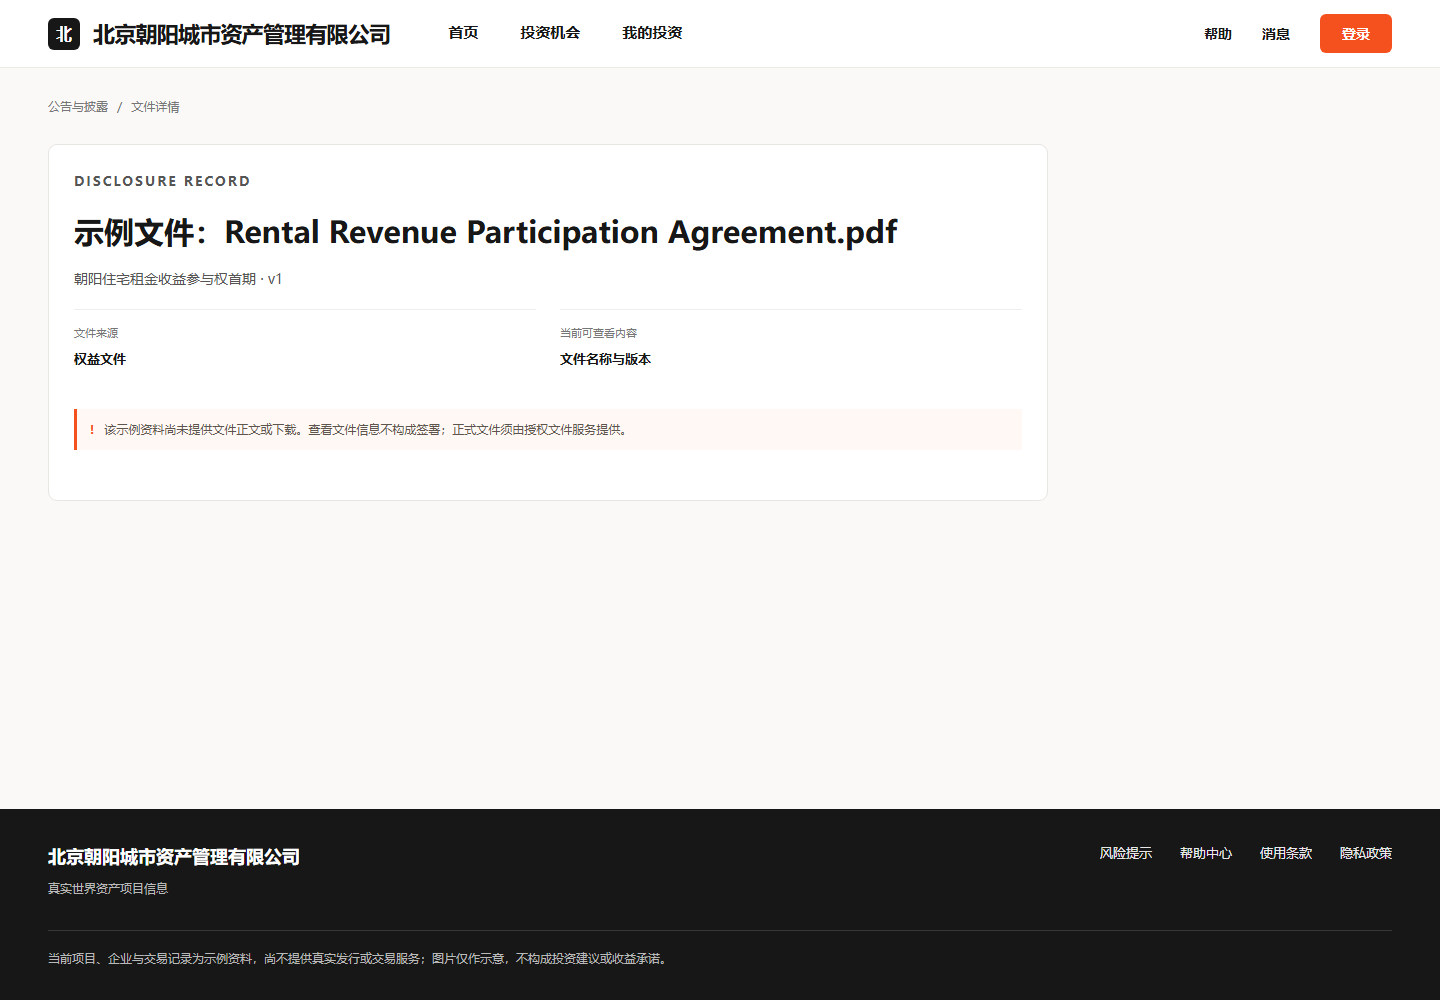 北 北京朝阳城市资产管理有限公司 首页 投资机会 我的投资 帮助 消息 登录
公告与披露 / 文件详情
DISCLOSURE RECORD
示例文件：Rental Revenue Participation Agreement.pdf
朝阳住宅租金收益参与权首期 · v1
文件来源
权益文件
当前可查看内容
文件名称与版本
! 该示例资料尚未提供文件正文或下载。查看文件信息不构成签署；正式文件须由授权文件服务提供。
北京朝阳城市资产管理有限公司
真实世界资产项目信息
风险提示 帮助中心 使用条款 隐私政策
当前项目、企业与交易记录为示例资料，尚不提供真实发行或交易服务；图片仅作示意，不构成投资建议或收益承诺。